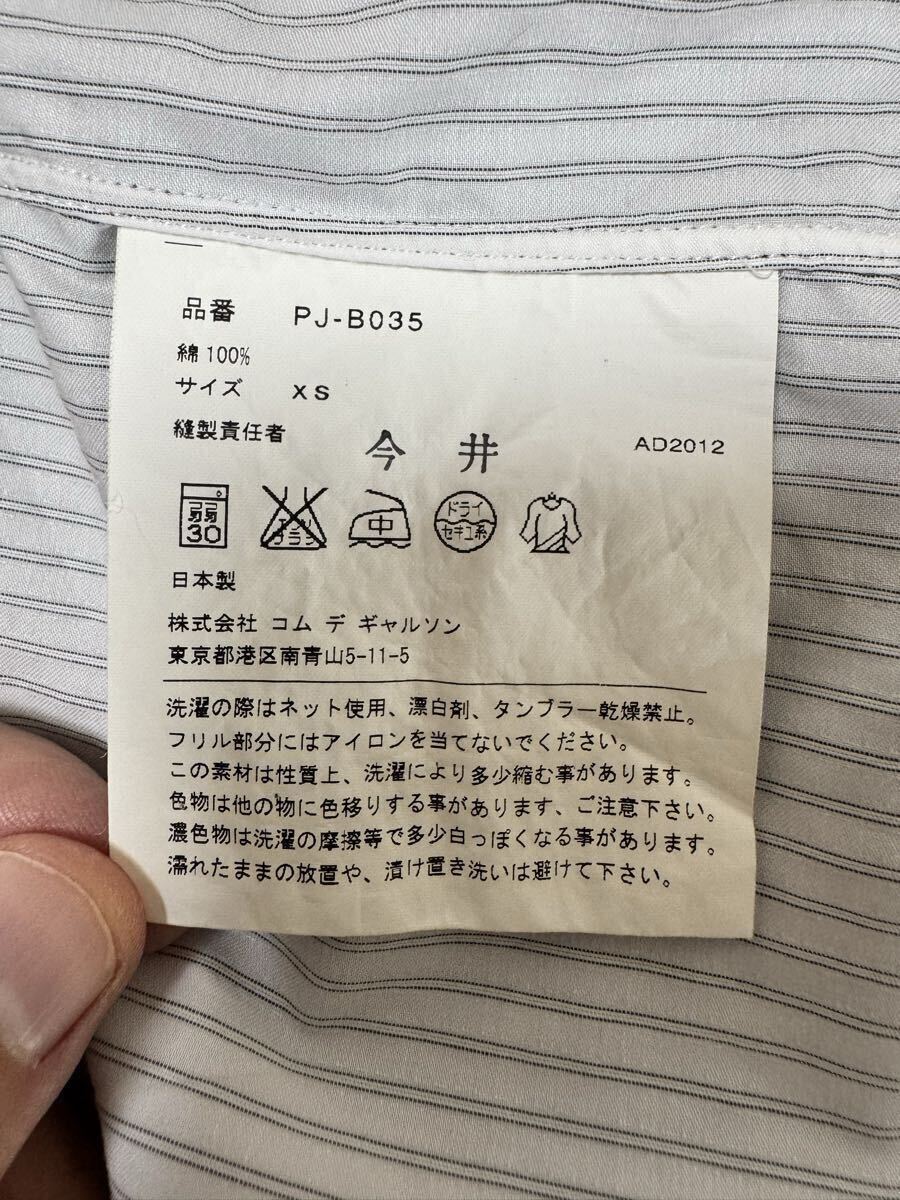 品番 PJ-B035
綿100%
サイズ XS
縫製責任者 今井 AD2012
弱 30 エンソ サラシ 中 ドライ セキユ系
日本製
株式会社 コム デ ギャルソン
東京都港区南青山5-11-5
洗濯の際はネット使用、漂白剤、タンブラー乾燥禁止。
フリル部分にはアイロンを当てないでください。
この素材は性質上、洗濯により多少縮む事があります。
色物は他の物に色移りする事があります、ご注意下さい。
濃色物は洗濯の摩擦等で多少白っぽくなる事があります。
濡れたままの放置や、漬け置き洗いは避けて下さい。